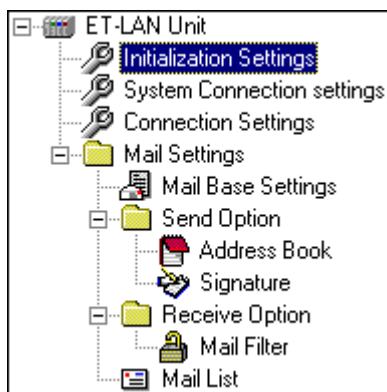 ET-LAN Unit
Initialization Settings
System Connection settings
Connection Settings
Mail Settings
Mail Base Settings
Send Option
Address Book
Signature
Receive Option
Mail Filter
Mail List